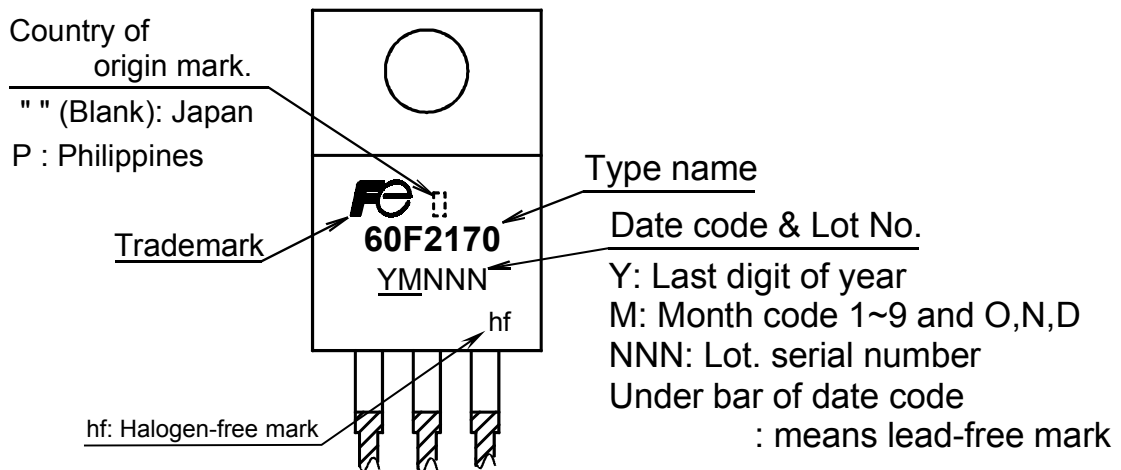 Country of
origin mark.
" " (Blank): Japan
P : Philippines
Trademark
Fe
60F2170
YMNNN
hf
hf: Halogen-free mark
Type name
Date code & Lot No.
Y: Last digit of year
M: Month code 1~9 and O,N,D
NNN: Lot. serial number
Under bar of date code
: means lead-free mark